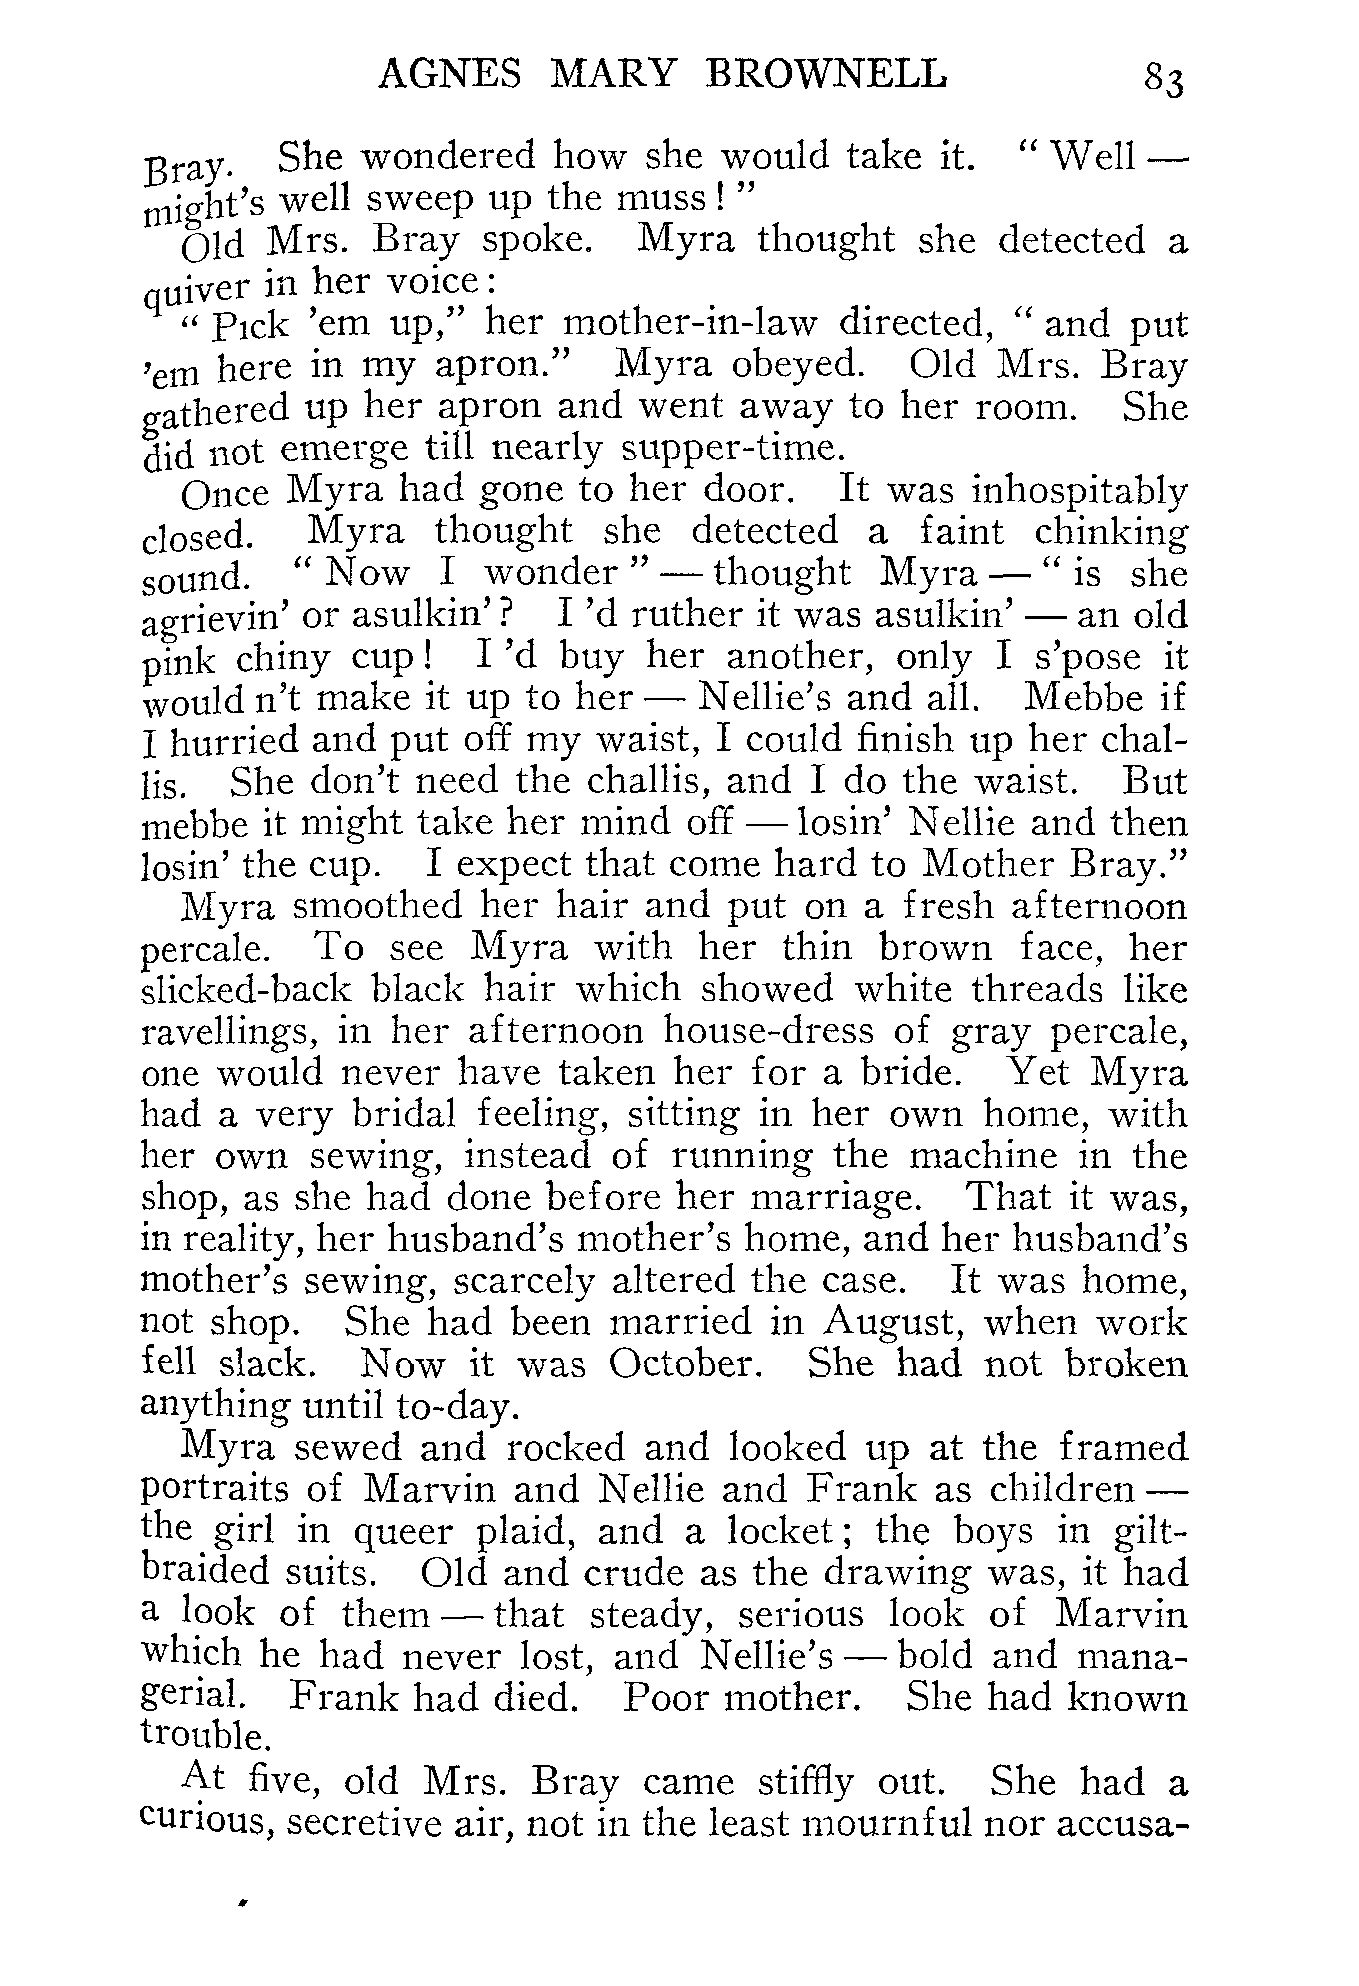 AGNES MARY BROWNELL 83
Bray. She wondered how she would take it. “ Well —
might’s well sweep up the muss ! ”
Old Mrs. Bray spoke. Myra thought she detected a
quiver in her voice :
“ Pick ’em up,” her mother-in-law directed, “ and put
’em here in my apron.” Myra obeyed. Old Mrs. Bray
gathered up her apron and went away to her room. She
did not emerge till nearly supper-time.
Once Myra had gone to her door. It was inhospitably
closed. Myra thought she detected a faint chinking
sound. “ Now I wonder ” — thought Myra — “ is she
agrievin’ or asulkin’ ? I ’d ruther it was asulkin’ — an old
pink chiny cup ! I ’d buy her another, only I s’pose it
would n’t make it up to her — Nellie’s and all. Mebbe if
I hurried and put off my waist, I could finish up her chal-
lis. She don’t need the challis, and I do the waist. But
mebbe it might take her mind off — losin’ Nellie and then
losin’ the cup. I expect that come hard to Mother Bray.”
Myra smoothed her hair and put on a fresh afternoon
percale. To see Myra with her thin brown face, her
slicked-back black hair which showed white threads like
ravellings, in her afternoon house-dress of gray percale,
one would never have taken her for a bride. Yet Myra
had a very bridal feeling, sitting in her own home, with
her own sewing, instead of running the machine in the
shop, as she had done before her marriage. That it was,
in reality, her husband’s mother’s home, and her husband’s
mother’s sewing, scarcely altered the case. It was home,
not shop. She had been married in August, when work
fell slack. Now it was October. She had not broken
anything until to-day.
Myra sewed and rocked and looked up at the framed
portraits of Marvin and Nellie and Frank as children —
the girl in queer plaid, and a locket ; the boys in gilt-
braided suits. Old and crude as the drawing was, it had
a look of them — that steady, serious look of Marvin
which he had never lost, and Nellie’s — bold and mana-
gerial. Frank had died. Poor mother. She had known
trouble.
At five, old Mrs. Bray came stiffly out. She had a
curious, secretive air, not in the least mournful nor accusa-